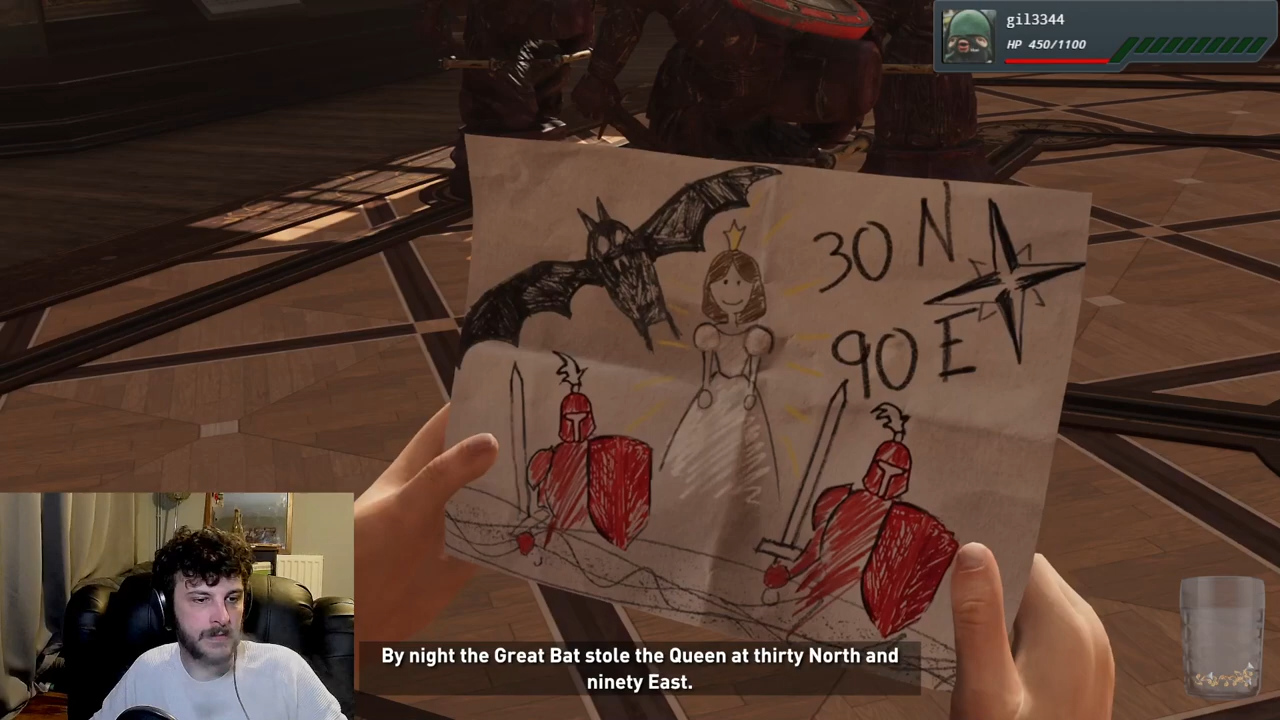 gil3344
HP 450/1100
30 N
90 E
By night the Great Bat stole the Queen at thirty North and
ninety East.